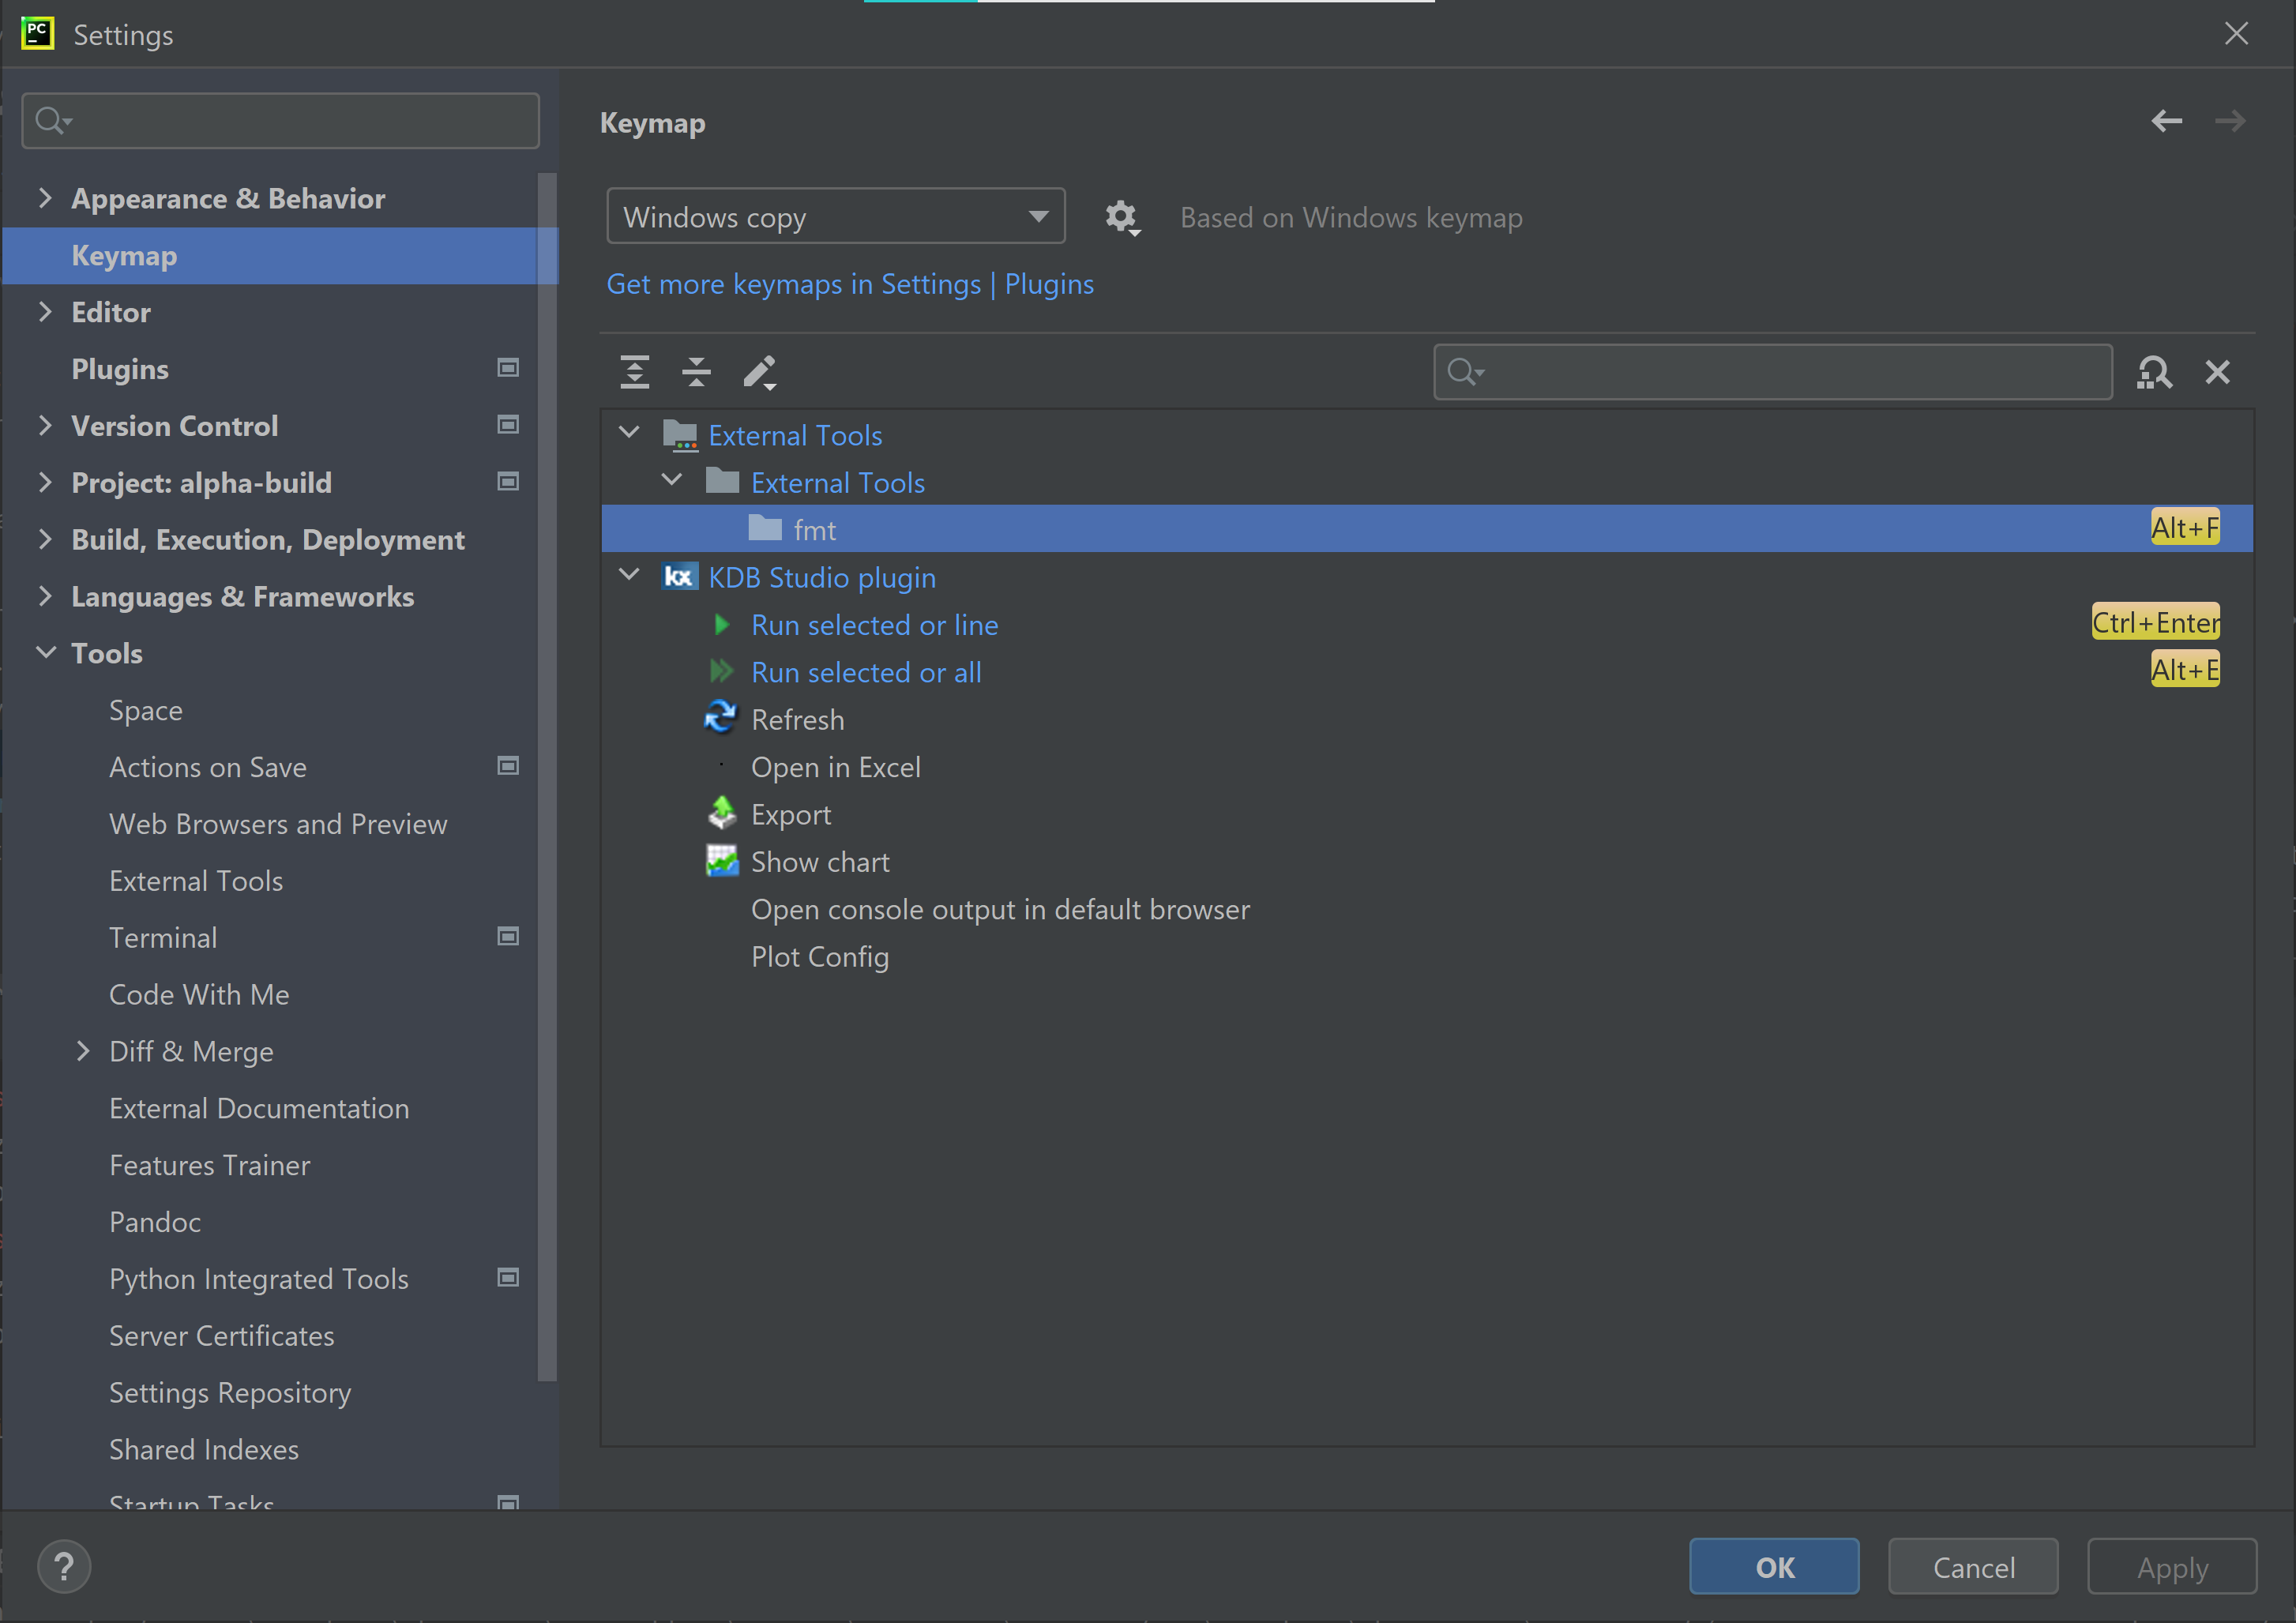 PC
Settings
Appearance & Behavior
Keymap
Editor
Plugins
Version Control
Project: alpha-build
Build, Execution, Deployment
Languages & Frameworks
Tools
Space
Actions on Save
Web Browsers and Preview
External Tools
Terminal
Code With Me
Diff & Merge
External Documentation
Features Trainer
Pandoc
Python Integrated Tools
Server Certificates
Settings Repository
Shared Indexes
Startup Tasks
Keymap
Windows copy
Based on Windows keymap
Get more keymaps in Settings | Plugins
External Tools
External Tools
fmt Alt+F
kx KDB Studio plugin
Run selected or line Ctrl+Enter
Run selected or all Alt+E
Refresh
Open in Excel
Export
Show chart
Open console output in default browser
Plot Config
?
OK Cancel Apply